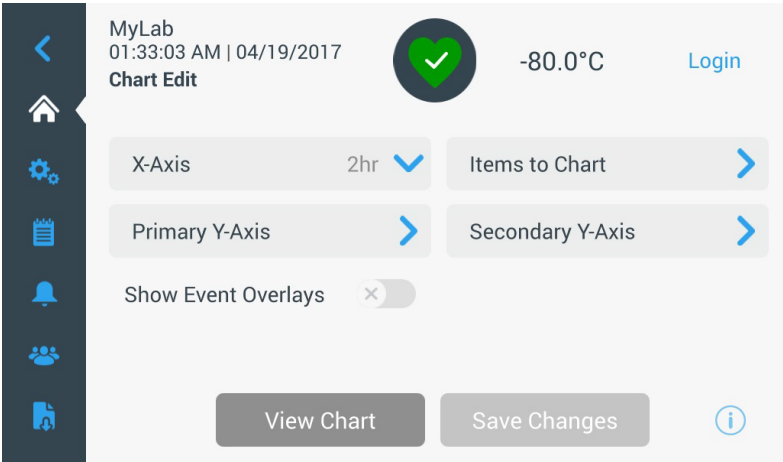 MyLab
01:33:03 AM | 04/19/2017
Chart Edit
-80.0°C
Login
X-Axis 2hr
Items to Chart
Primary Y-Axis
Secondary Y-Axis
Show Event Overlays
View Chart
Save Changes